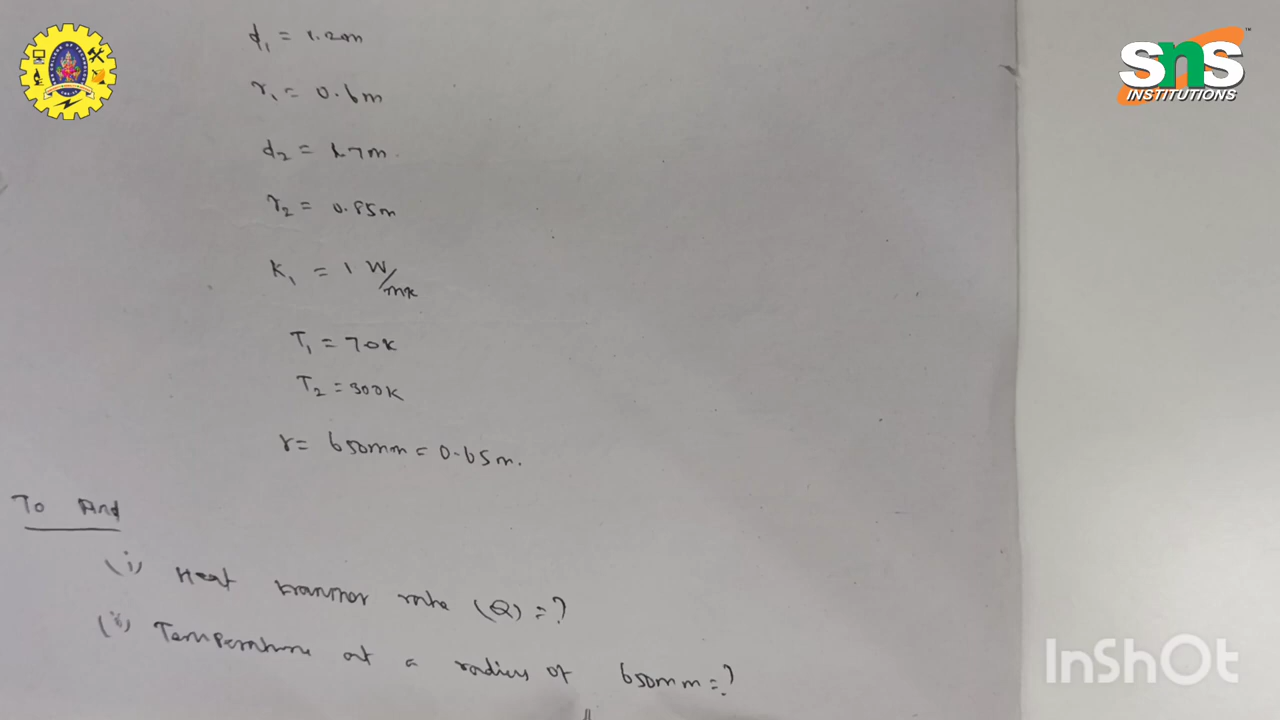 d₁ = 1.2m
r₁ = 0.6m
d₂ = 1.7m.
r₂ = 0.85m
K₁ = 1 W/mK
T₁ = 70K
T₂ = 300K
r = 650mm = 0.65m.
To find
(i) Heat transfer rate (Q) = ?
(ii) Temperature at a radius of 650mm = ?
SNS
INSTITUTIONS
InShOt